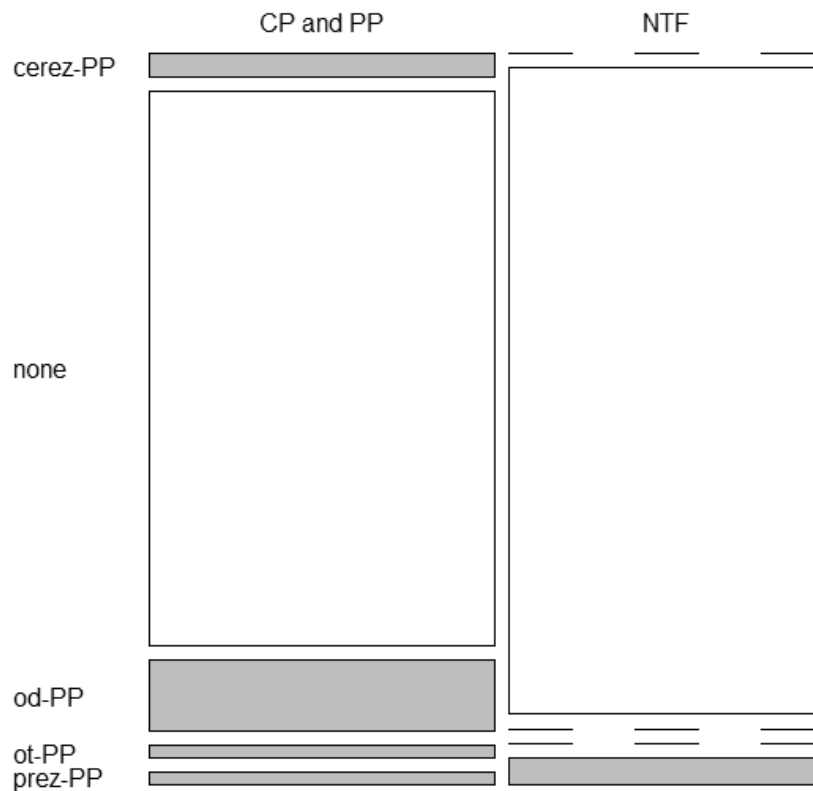 CP and PP NTF
cerez-PP
none
od-PP
ot-PP
prez-PP